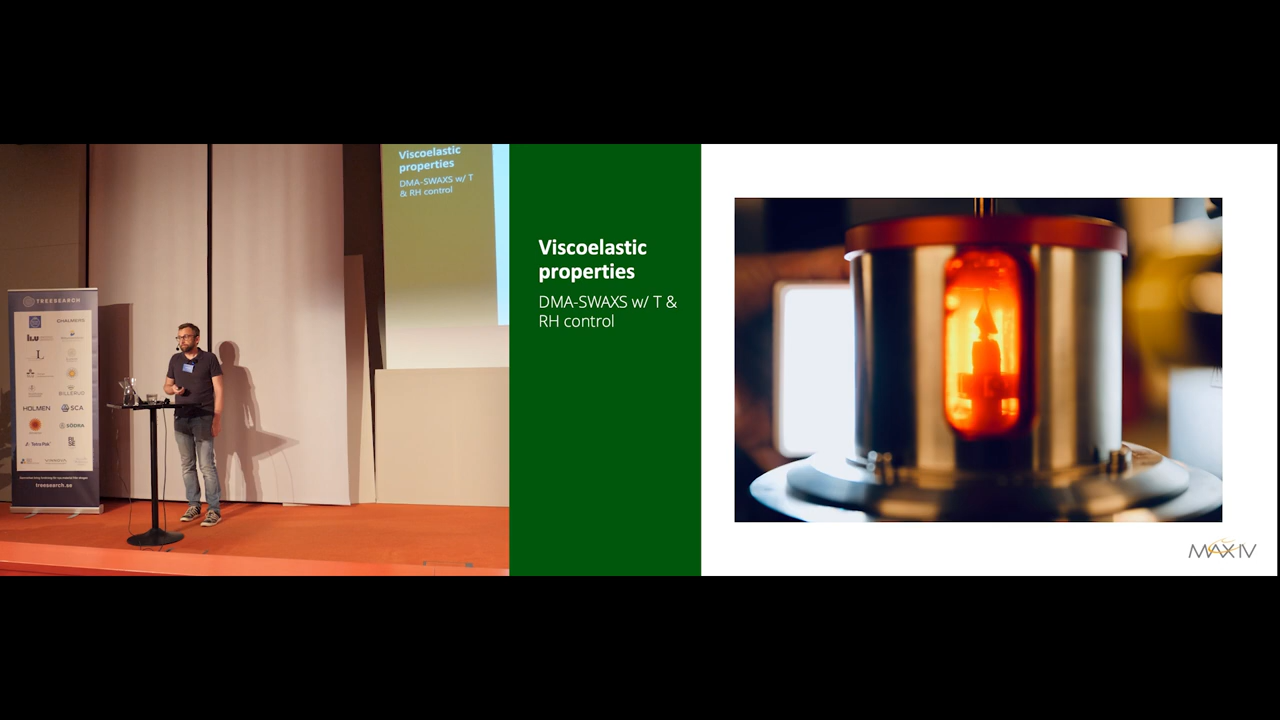 TREESEARCH
CHALMERS
BILLERUD
HOLMEN
SCA
SÖDRA
Tetra Pak
treesearch.se
Viscoelastic
properties
DMA-SWAXS w/ T
& RH control
Viscoelastic
properties
DMA-SWAXS w/ T &
RH control
MAX IV